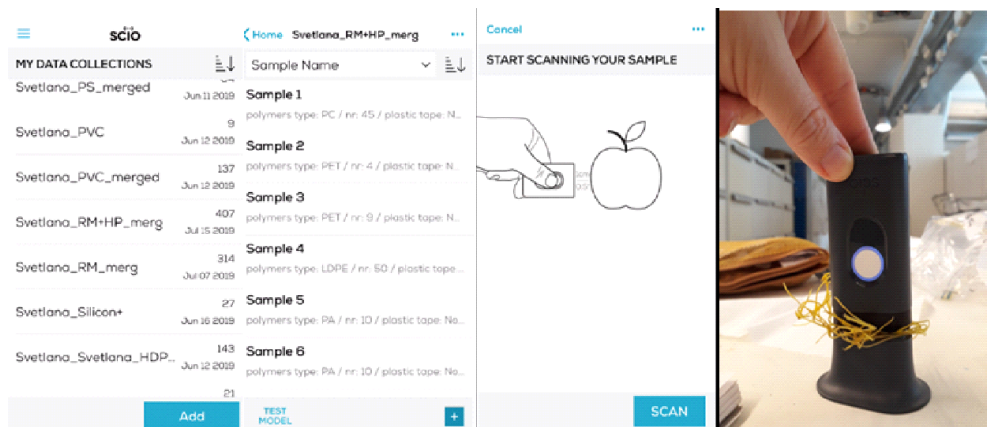 SCiO
MY DATA COLLECTIONS
Svetlana_PS_merged
Jun 11 2019
9
Svetlana_PVC
Jun 12 2019
137
Svetlana_PVC_merged
Jun 12 2019
407
Svetlana_RM+HP_merg
Jul 15 2019
314
Svetlana_RM_merg
Jul 07 2019
27
Svetlana_Silicon+
Jun 16 2019
143
Svetlana_Svetlana_HDP...
Jun 12 2019
21
Add
Home Svetlana_RM+HP_merg
Sample Name
Sample 1
polymers type: PC / nr: 45 / plastic tape: N...
Sample 2
polymers type: PET / nr: 4 / plastic tape: N...
Sample 3
polymers type: PET / nr: 9 / plastic tape: N...
Sample 4
polymers type: LDPE / nr: 50 / plastic tape...
Sample 5
polymers type: PA / nr: 10 / plastic tape: No...
Sample 6
polymers type: PA / nr: 10 / plastic tape: No...
TEST
MODEL
Cancel
START SCANNING YOUR SAMPLE
SCAN